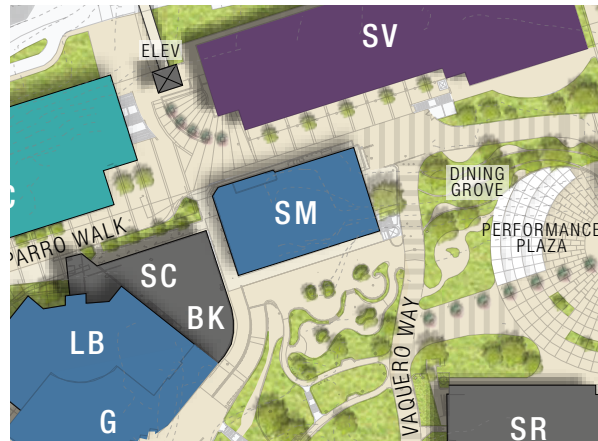 SV
ELEV
DINING
GROVE
C
SM
PERFORMANCE
PLAZA
PARRO WALK
SC
BK
LB
VAQUERO WAY
G
SR